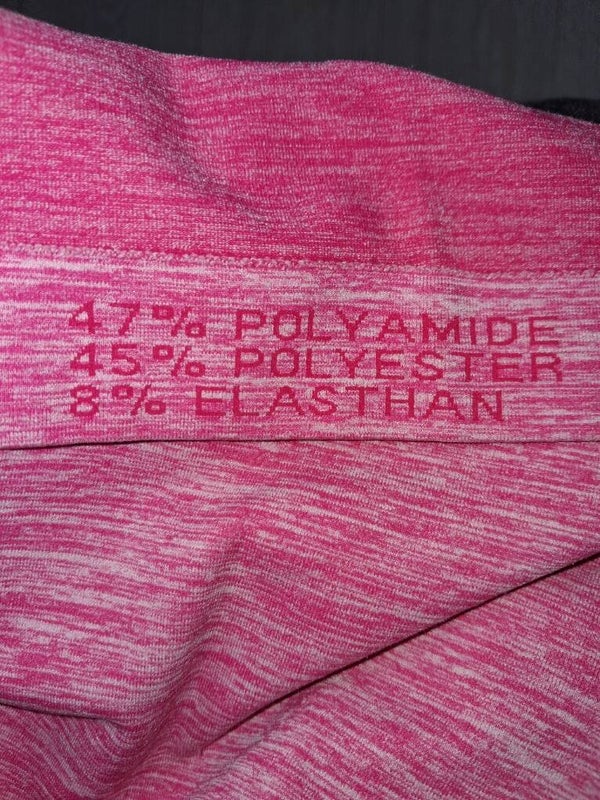 47% POLYAMIDE
45% POLYESTER
8% ELASTHAN